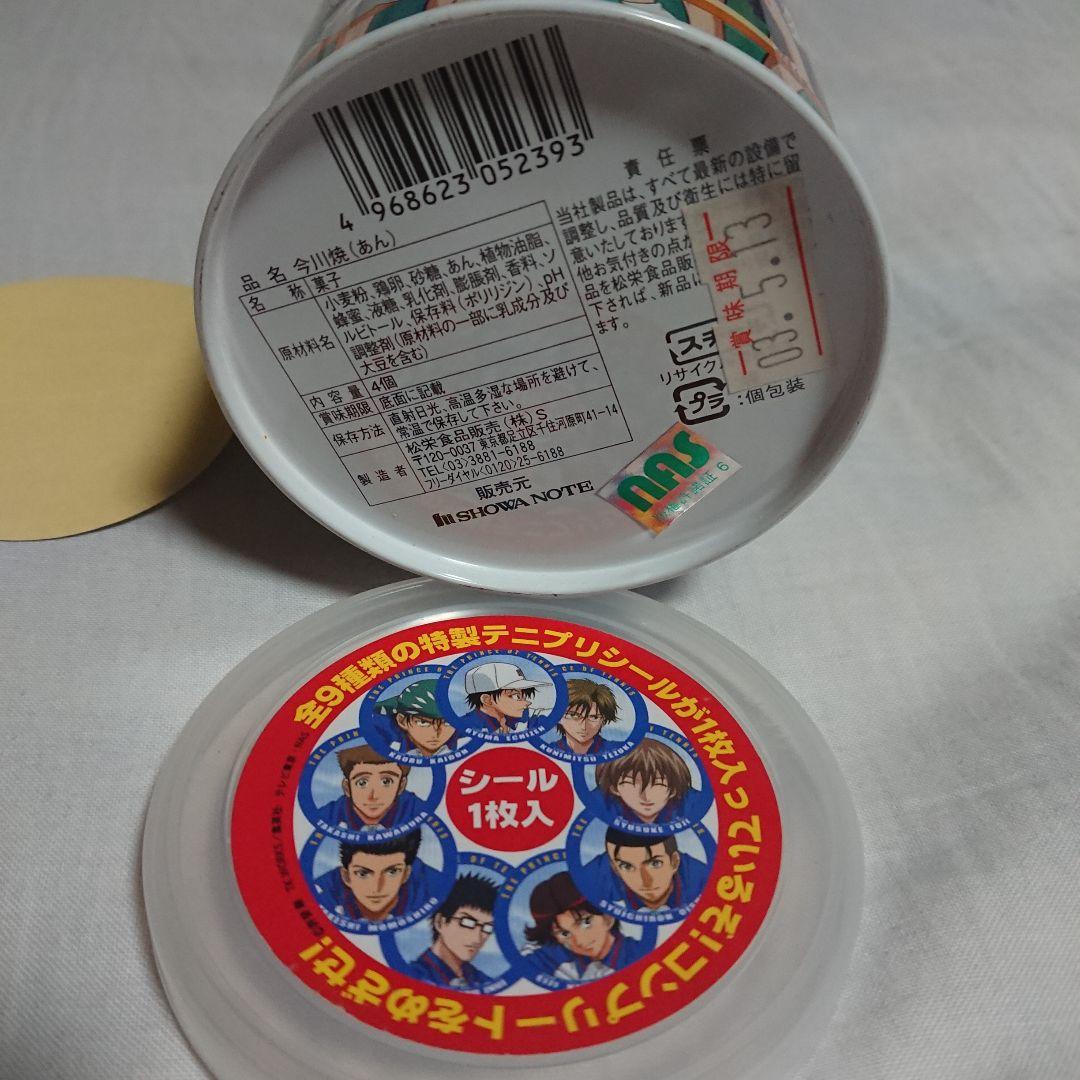 4 968623 052393
品名 今川焼(あん)
名称 菓子
原材料名 小麦粉、鶏卵、砂糖、あん、植物油脂、
蜂蜜、液糖、乳化剤、膨脹剤、香料、ソ
ルビトール、保存料(ポリリジン)、pH
調整剤(原材料の一部に乳成分及び
大豆を含む)
内容量 4個
賞味期限 底面に記載
保存方法 直射日光、高温多湿な場所を避けて、
常温で保存して下さい。
製造者 松栄食品販売(株)S
〒120-0037 東京都足立区千住河原町41-14
TEL<03>3881-6188
フリーダイヤル<0120>25-6188
販売元
SHOWA NOTE
責任票
当社製品は、すべて最新の設備で
調整し、品質及び衛生には特に留
意いたしております
他お気付きの点が
品を松栄食品販
下されば、新品に
ます。
賞味期限
03.5.13
スチ
リサイク
プラ
:個包装
NAS
許諾証 6
全9種類の特製テニプリシールが1枚入っているぞ!コンプリートをめざせ!
シール
1枚入
RYOMA ECHIZEN
KUNIMITSU TEZUKA
SYUSUKE FUJI
SYUICHIROH
TAKESHI MOMOSHIRO
TAKASHI KAWAMURA
KAORU KAIDOH
THE PRINCE OF TENNIS